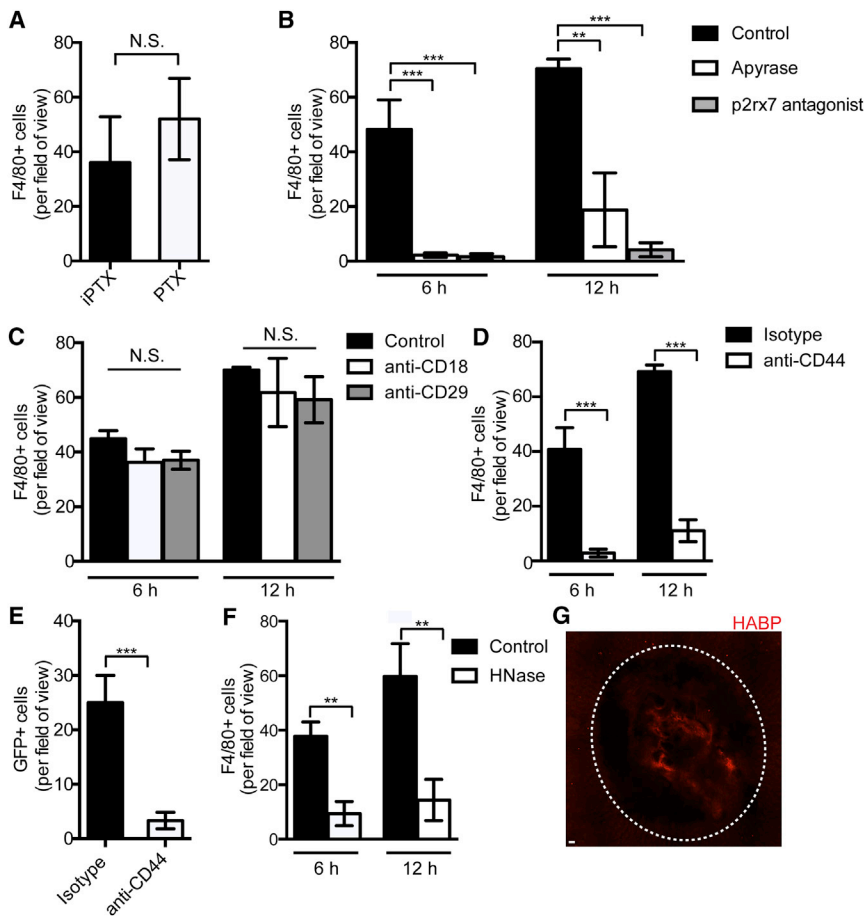 A
F4/80+ cells
(per field of view)
80
60
40
20
0
N.S.
iPTX
PTX
B
F4/80+ cells
(per field of view)
80
60
40
20
0
***
***
***
**
6 h
12 h
Control
Apyrase
p2rx7 antagonist
C
F4/80+ cells
(per field of view)
80
60
40
20
0
N.S.
N.S.
6 h
12 h
Control
anti-CD18
anti-CD29
D
F4/80+ cells
(per field of view)
80
60
40
20
0
***
***
6 h
12 h
Isotype
anti-CD44
E
GFP+ cells
(per field of view)
40
30
20
10
0
***
Isotype
anti-CD44
F
F4/80+ cells
(per field of view)
80
60
40
20
0
**
**
6 h
12 h
Control
HNase
G
HABP